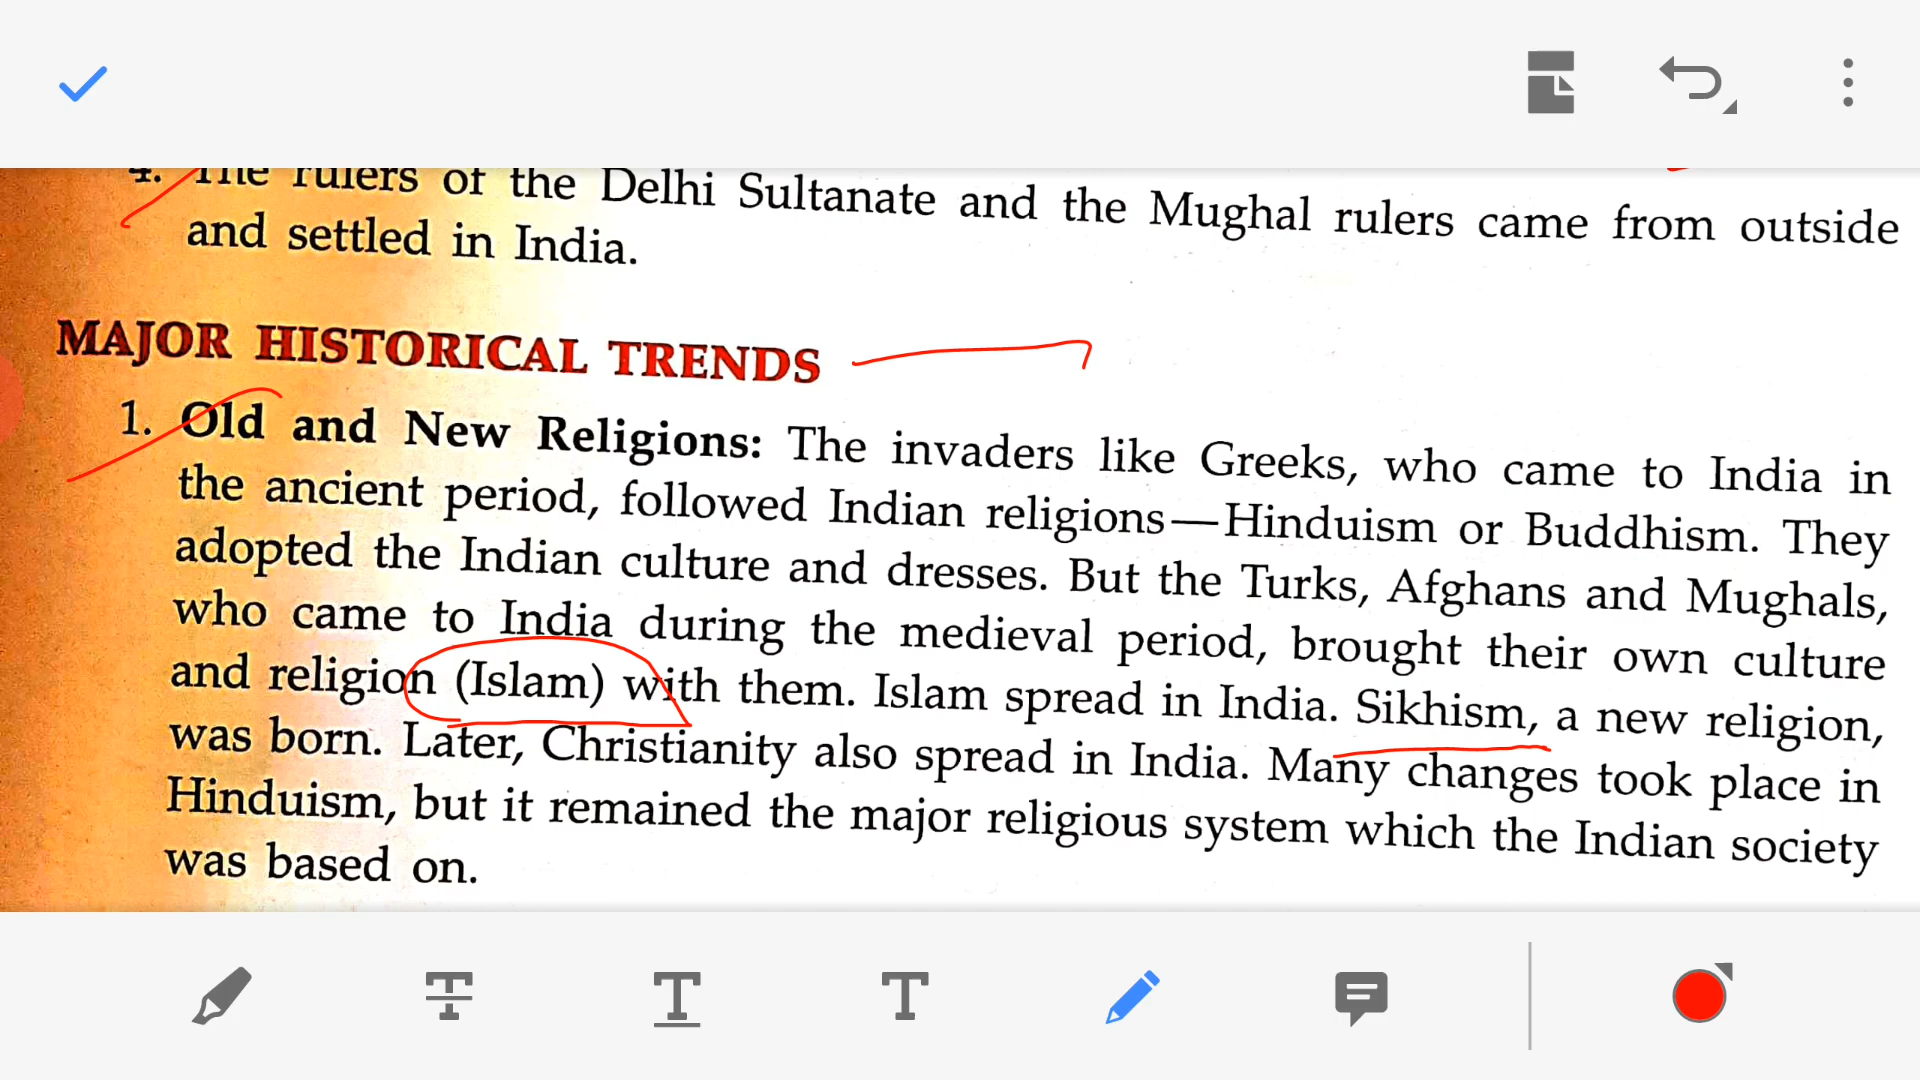 4. The rulers of the Delhi Sultanate and the Mughal rulers came from outside
and settled in India.
MAJOR HISTORICAL TRENDS
1. Old and New Religions: The invaders like Greeks, who came to India in
the ancient period, followed Indian religions—Hinduism or Buddhism. They
adopted the Indian culture and dresses. But the Turks, Afghans and Mughals,
who came to India during the medieval period, brought their own culture
and religion (Islam) with them. Islam spread in India. Sikhism, a new religion,
was born. Later, Christianity also spread in India. Many changes took place in
Hinduism, but it remained the major religious system which the Indian society
was based on.